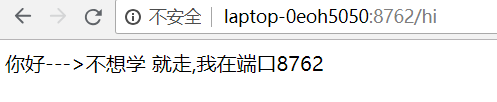 不安全 laptop-0eoh5050:8762/hi
你好--->不想学 就走,我在端口8762